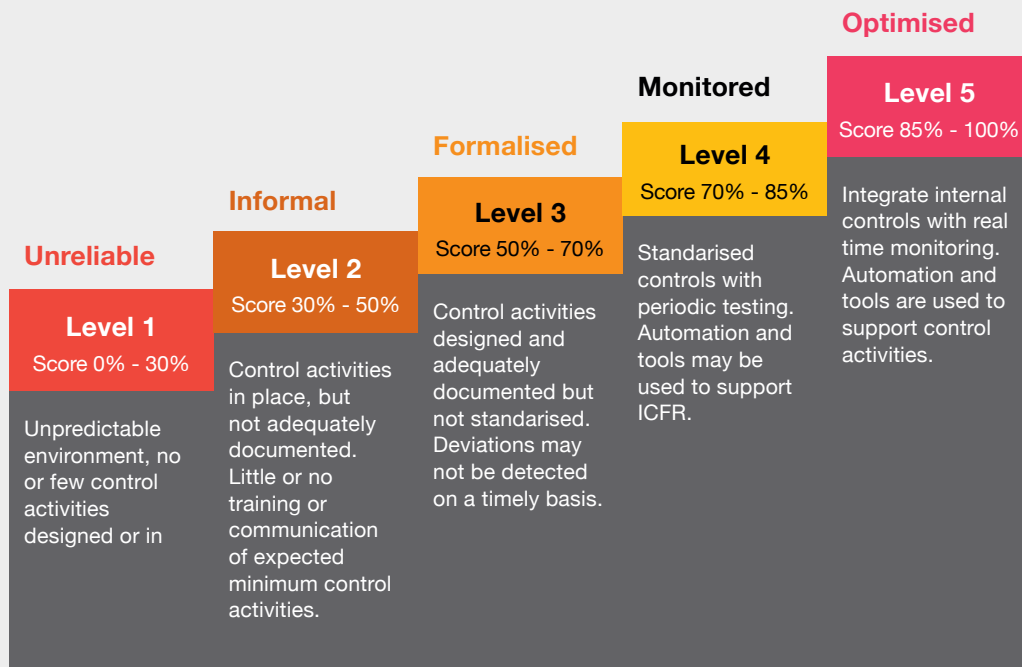 Unreliable
Level 1
Score 0% - 30%
Unpredictable
environment, no
or few control
activities
designed or in
Informal
Level 2
Score 30% - 50%
Control activities
in place, but
not adequately
documented.
Little or no
training or
communication
of expected
minimum control
activities.
Formalised
Level 3
Score 50% - 70%
Control activities
designed and
adequately
documented but
not standarised.
Deviations may
not be detected
on a timely basis.
Monitored
Level 4
Score 70% - 85%
Standarised
controls with
periodic testing.
Automation and
tools may be
used to support
ICFR.
Optimised
Level 5
Score 85% - 100%
Integrate internal
controls with real
time monitoring.
Automation and
tools are used to
support control
activities.